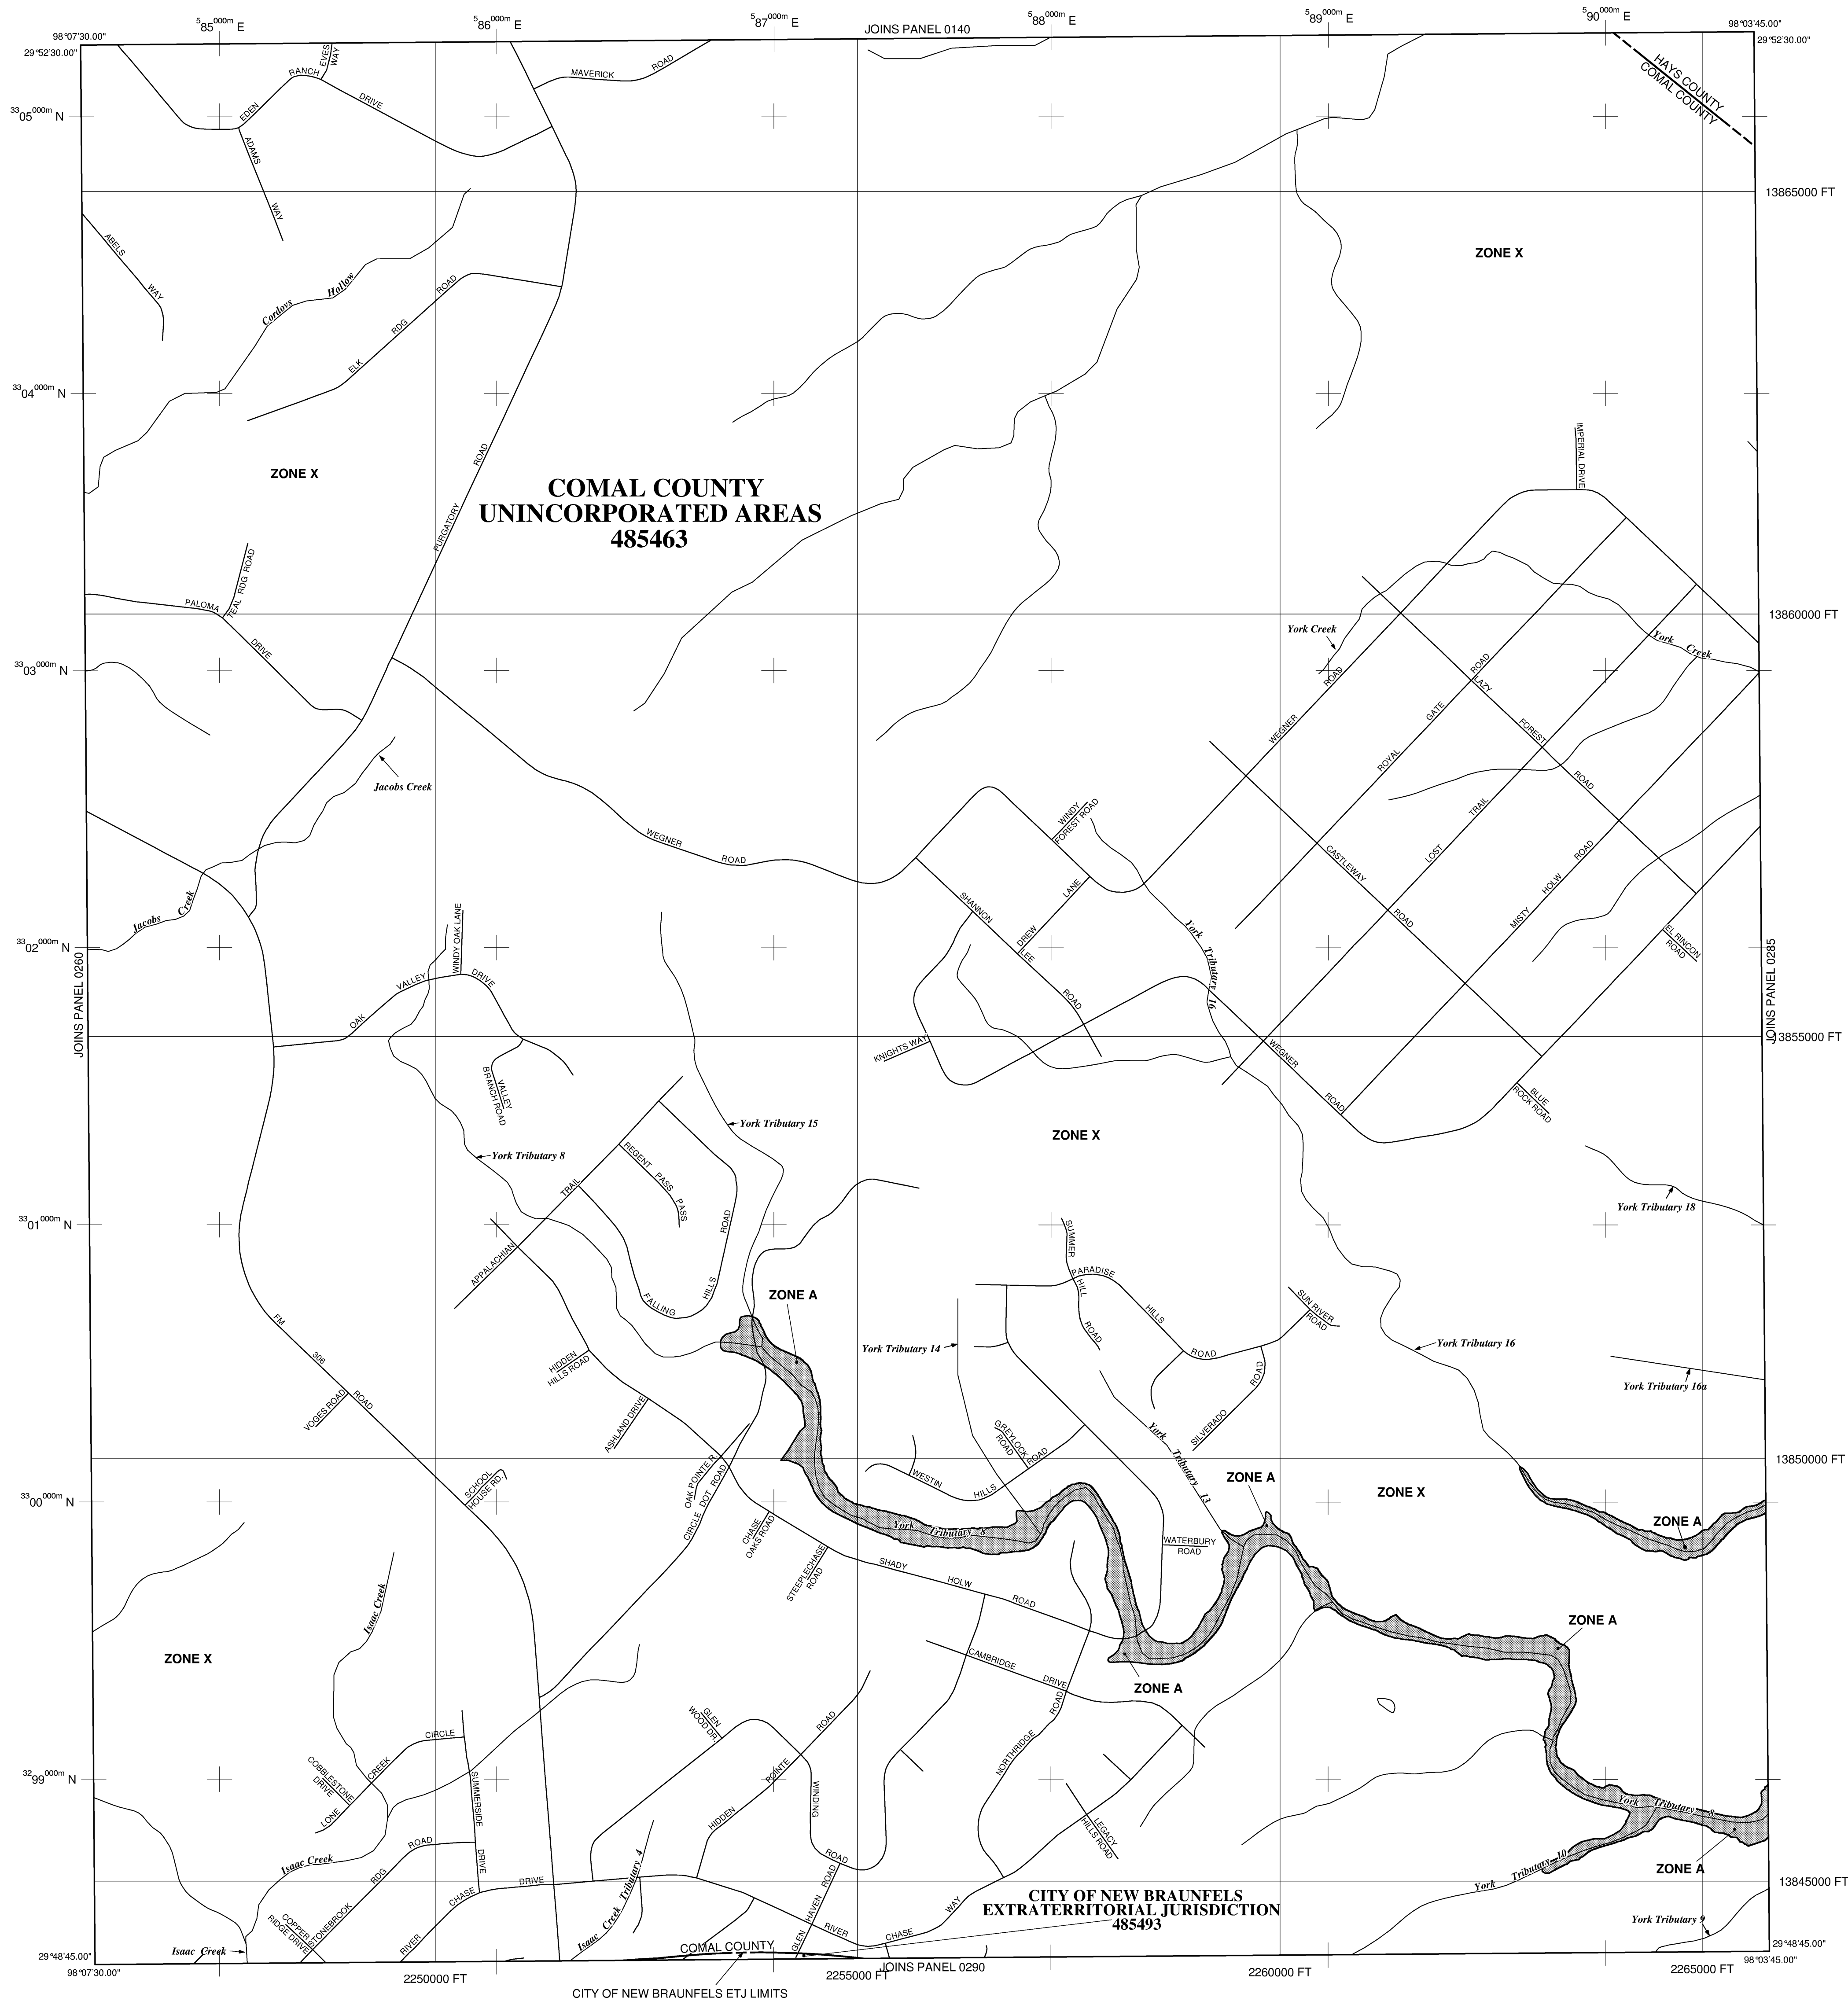 585000m E
586000m E
587000m E
JOINS PANEL 0140
588000m E
589000m E
590000m E
98°07'30.00"
98°03'45.00"
29°52'30.00"
29°52'30.00"
EVES
WAY
RANCH
EDEN
DRIVE
MAVERICK
ROAD
HAYS COUNTY
COMAL COUNTY
3305000m N
ADAMS
WAY
13865000 FT
ABELS
WAY
Cordovs Hollow
ELK
RDG
ROAD
ZONE X
3304000m N
ZONE X
PURGATORY
ROAD
COMAL COUNTY
UNINCORPORATED AREAS
485463
IMPERIAL DRIVE
PALOMA
DRIVE
TEAL RDG ROAD
13860000 FT
York Creek
York Creek
3303000m N
WEGNER
ROAD
ROYAL
GATE
ROAD
LAZY
FOREST
ROAD
Jacobs Creek
WEGNER
ROAD
WINDY
FOREST ROAD
LOST
TRAIL
CASTLEWAY
ROAD
MISTY
HOLW
ROAD
EL RINCON
ROAD
Jacobs Creek
SHANNON
LEE
ROAD
DREW
LANE
York Tributary 16
3302000m N
JOINS PANEL 0260
JOINS PANEL 0285
WINDY OAK LANE
OAK
VALLEY
DRIVE
VALLEY
BRANCH ROAD
KNIGHTS WAY
WEGNER
ROAD
13855000 FT
BLUE
ROCK ROAD
York Tributary 15
ZONE X
York Tributary 8
REGENT PASS
PASS
TRAIL
APPALACHIAN
FALLING
HILLS
ROAD
York Tributary 18
3301000m N
SUMMER
HILL
ROAD
PARADISE
HILLS
ROAD
SUN RIVER
ROAD
ZONE A
York Tributary 14
York Tributary 16
York Tributary 16a
FM
306
ROAD
HIDDEN
HILLS ROAD
VOGES ROAD
ASHLAND DRIVE
SILVERADO
ROAD
GREYLOCK
ROAD
York Tributary 13
WESTIN
HILLS
ROAD
13850000 FT
ZONE A
ZONE X
SCHOOL
HOUSE RD.
OAK POINTE R
CIRCLE
DOT
ROAD
3300000m N
CHASE
OAKS ROAD
York Tributary 8
ZONE A
WATERBURY
ROAD
STEEPLECHASE
ROAD
SHADY
HOLW
ROAD
Isaac Creek
ZONE A
ZONE X
CAMBRIDGE
DRIVE
ZONE A
GLEN
WOOD DR.
ROAD
POINTE
HIDDEN
NORTHRIDGE
ROAD
CIRCLE
CREEK
LONE
COBBLESTONE
DRIVE
3299000m N
SUMMERSIDE
DRIVE
WINDING
ROAD
LEGACY
HILLS ROAD
York Tributary 8
Isaac Creek
ROAD
RDG
STONEBROOK
COPPER
RIDGE DRIVE
ZONE A
York Tributary 10
RIVER
CHASE
DRIVE
Isaac Creek Tributary 4
GLEN
HAVEN
ROAD
RIVER
CHASE
WAY
13845000 FT
CITY OF NEW BRAUNFELS
EXTRATERRITORIAL JURISDICTION
485493
York Tributary 9
Isaac Creek
COMAL COUNTY
29°48'45.00"
29°48'45.00"
98°07'30.00"
98°03'45.00"
2250000 FT
2255000 FT
JOINS PANEL 0290
2260000 FT
2265000 FT
CITY OF NEW BRAUNFELS ETJ LIMITS